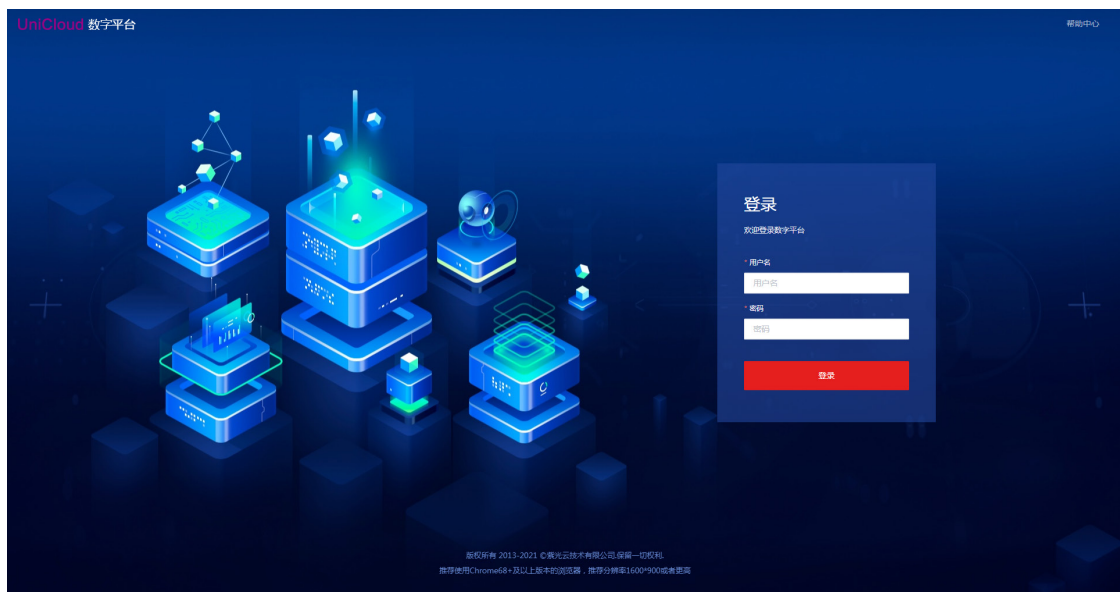 UniCloud 数字平台
帮助中心
登录
欢迎登录数字平台
* 用户名
用户名
* 密码
密码
登录
版权所有 2013-2021 ©紫光云技术有限公司.保留一切权利.
推荐使用Chrome68+及以上版本的浏览器，推荐分辨率1600*900或者更高